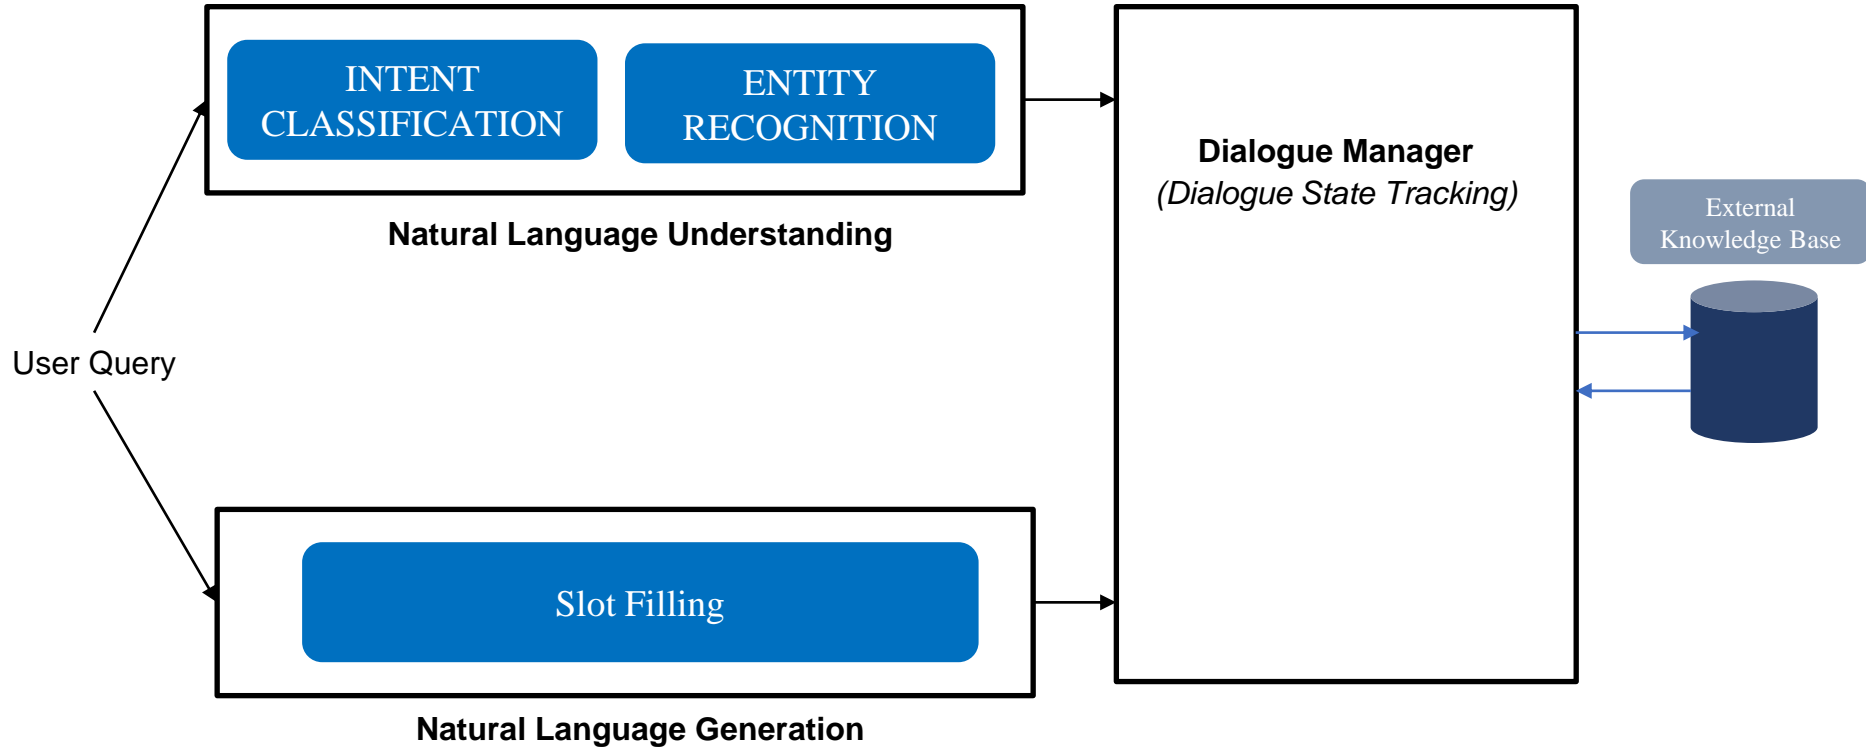 INTENT
CLASSIFICATION
ENTITY
RECOGNITION
Natural Language Understanding
Dialogue Manager
(Dialogue State Tracking)
External
Knowledge Base
User Query
Slot Filling
Natural Language Generation